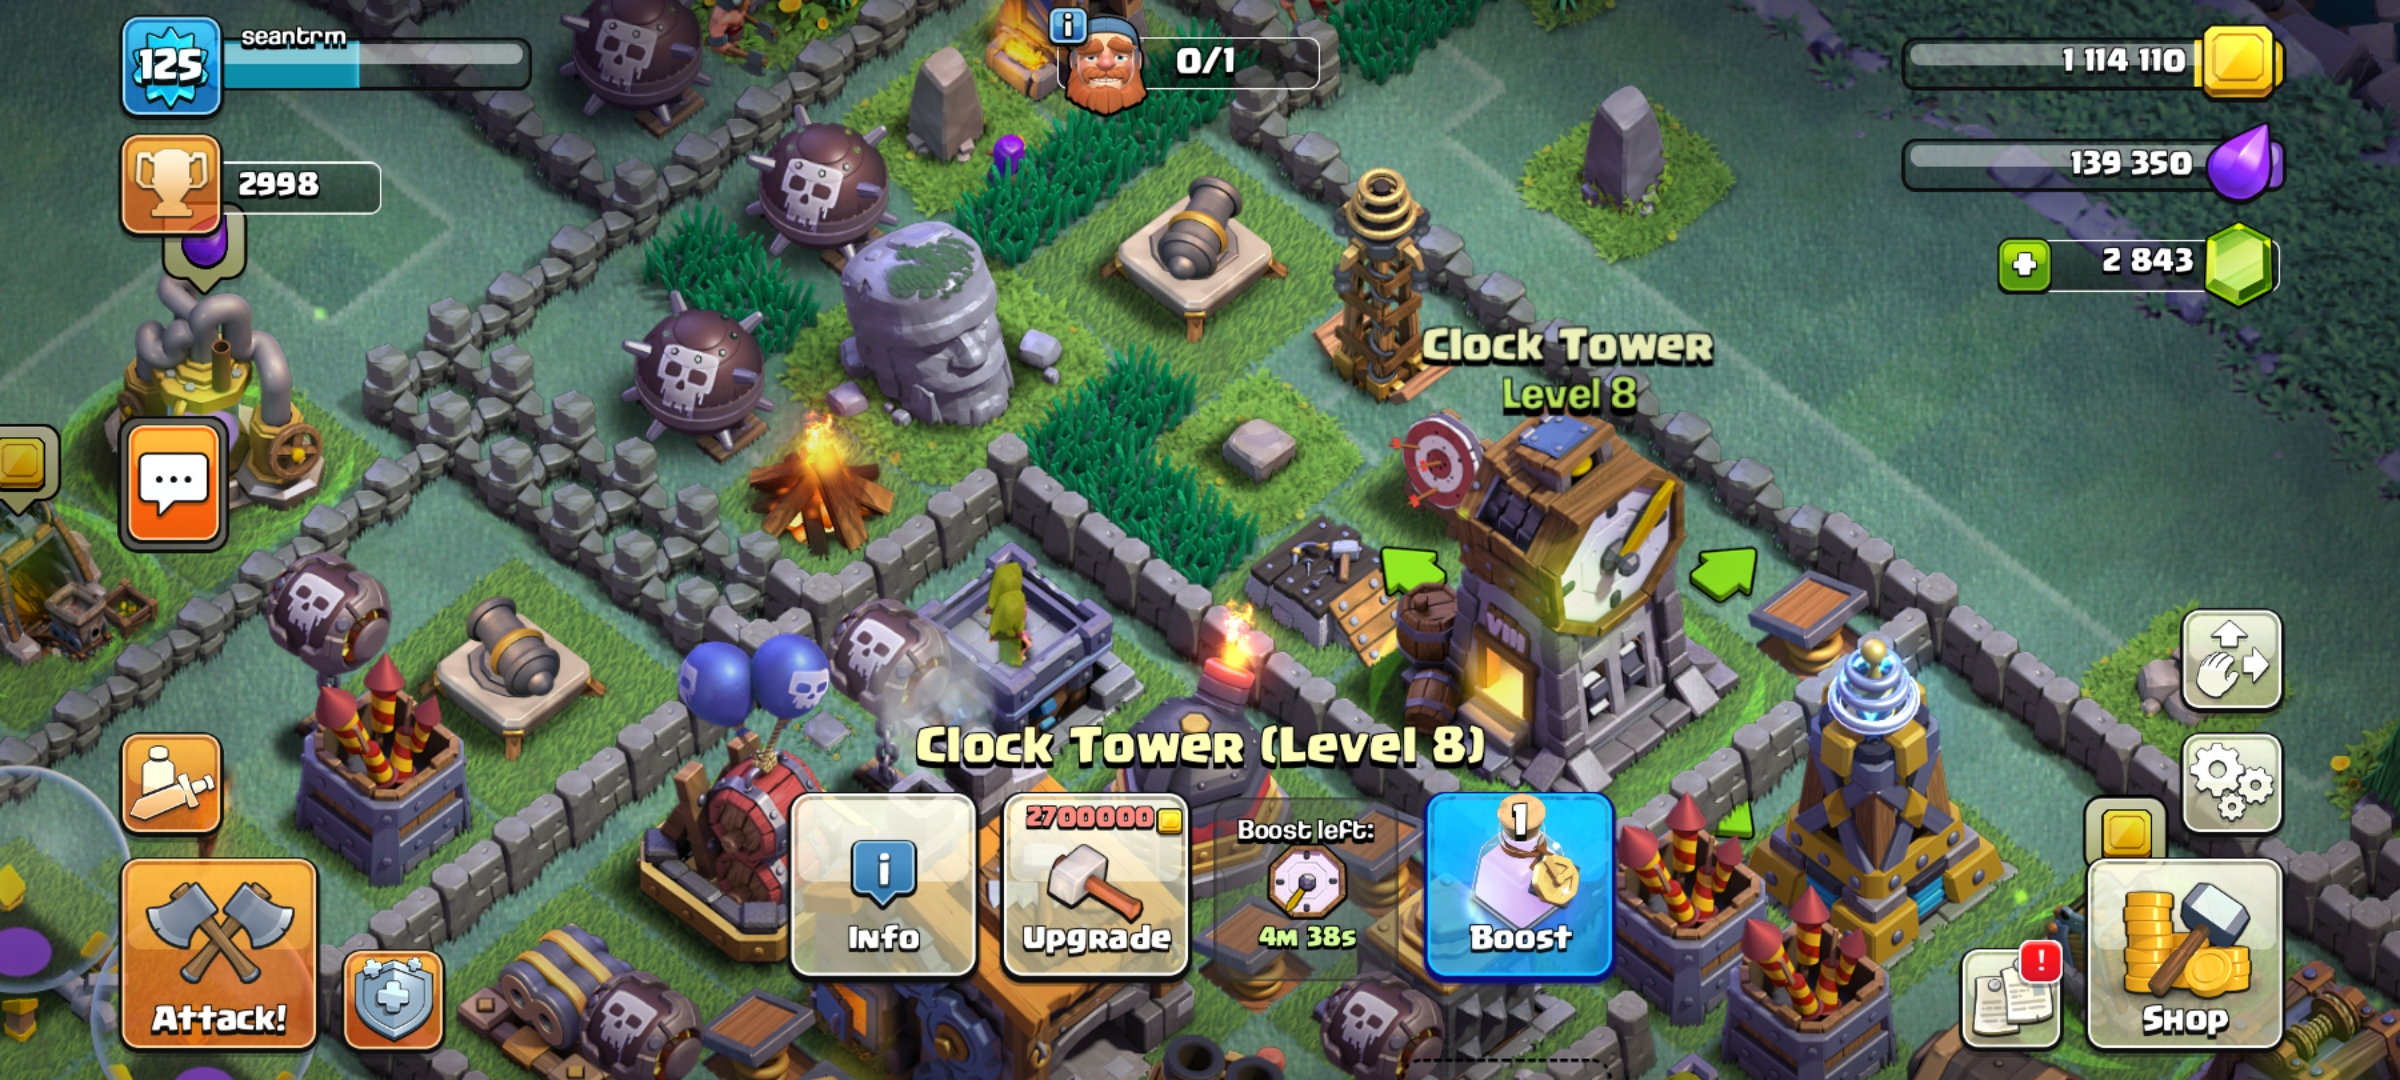 125
seantrm
0/1
1 114 110
2998
139 350
2 843
Clock Tower
Level 8
VIII
Clock Tower (Level 8)
2700000
Boost left:
1
Info
Upgrade
4m 38s
Boost
!
Attack!
Shop